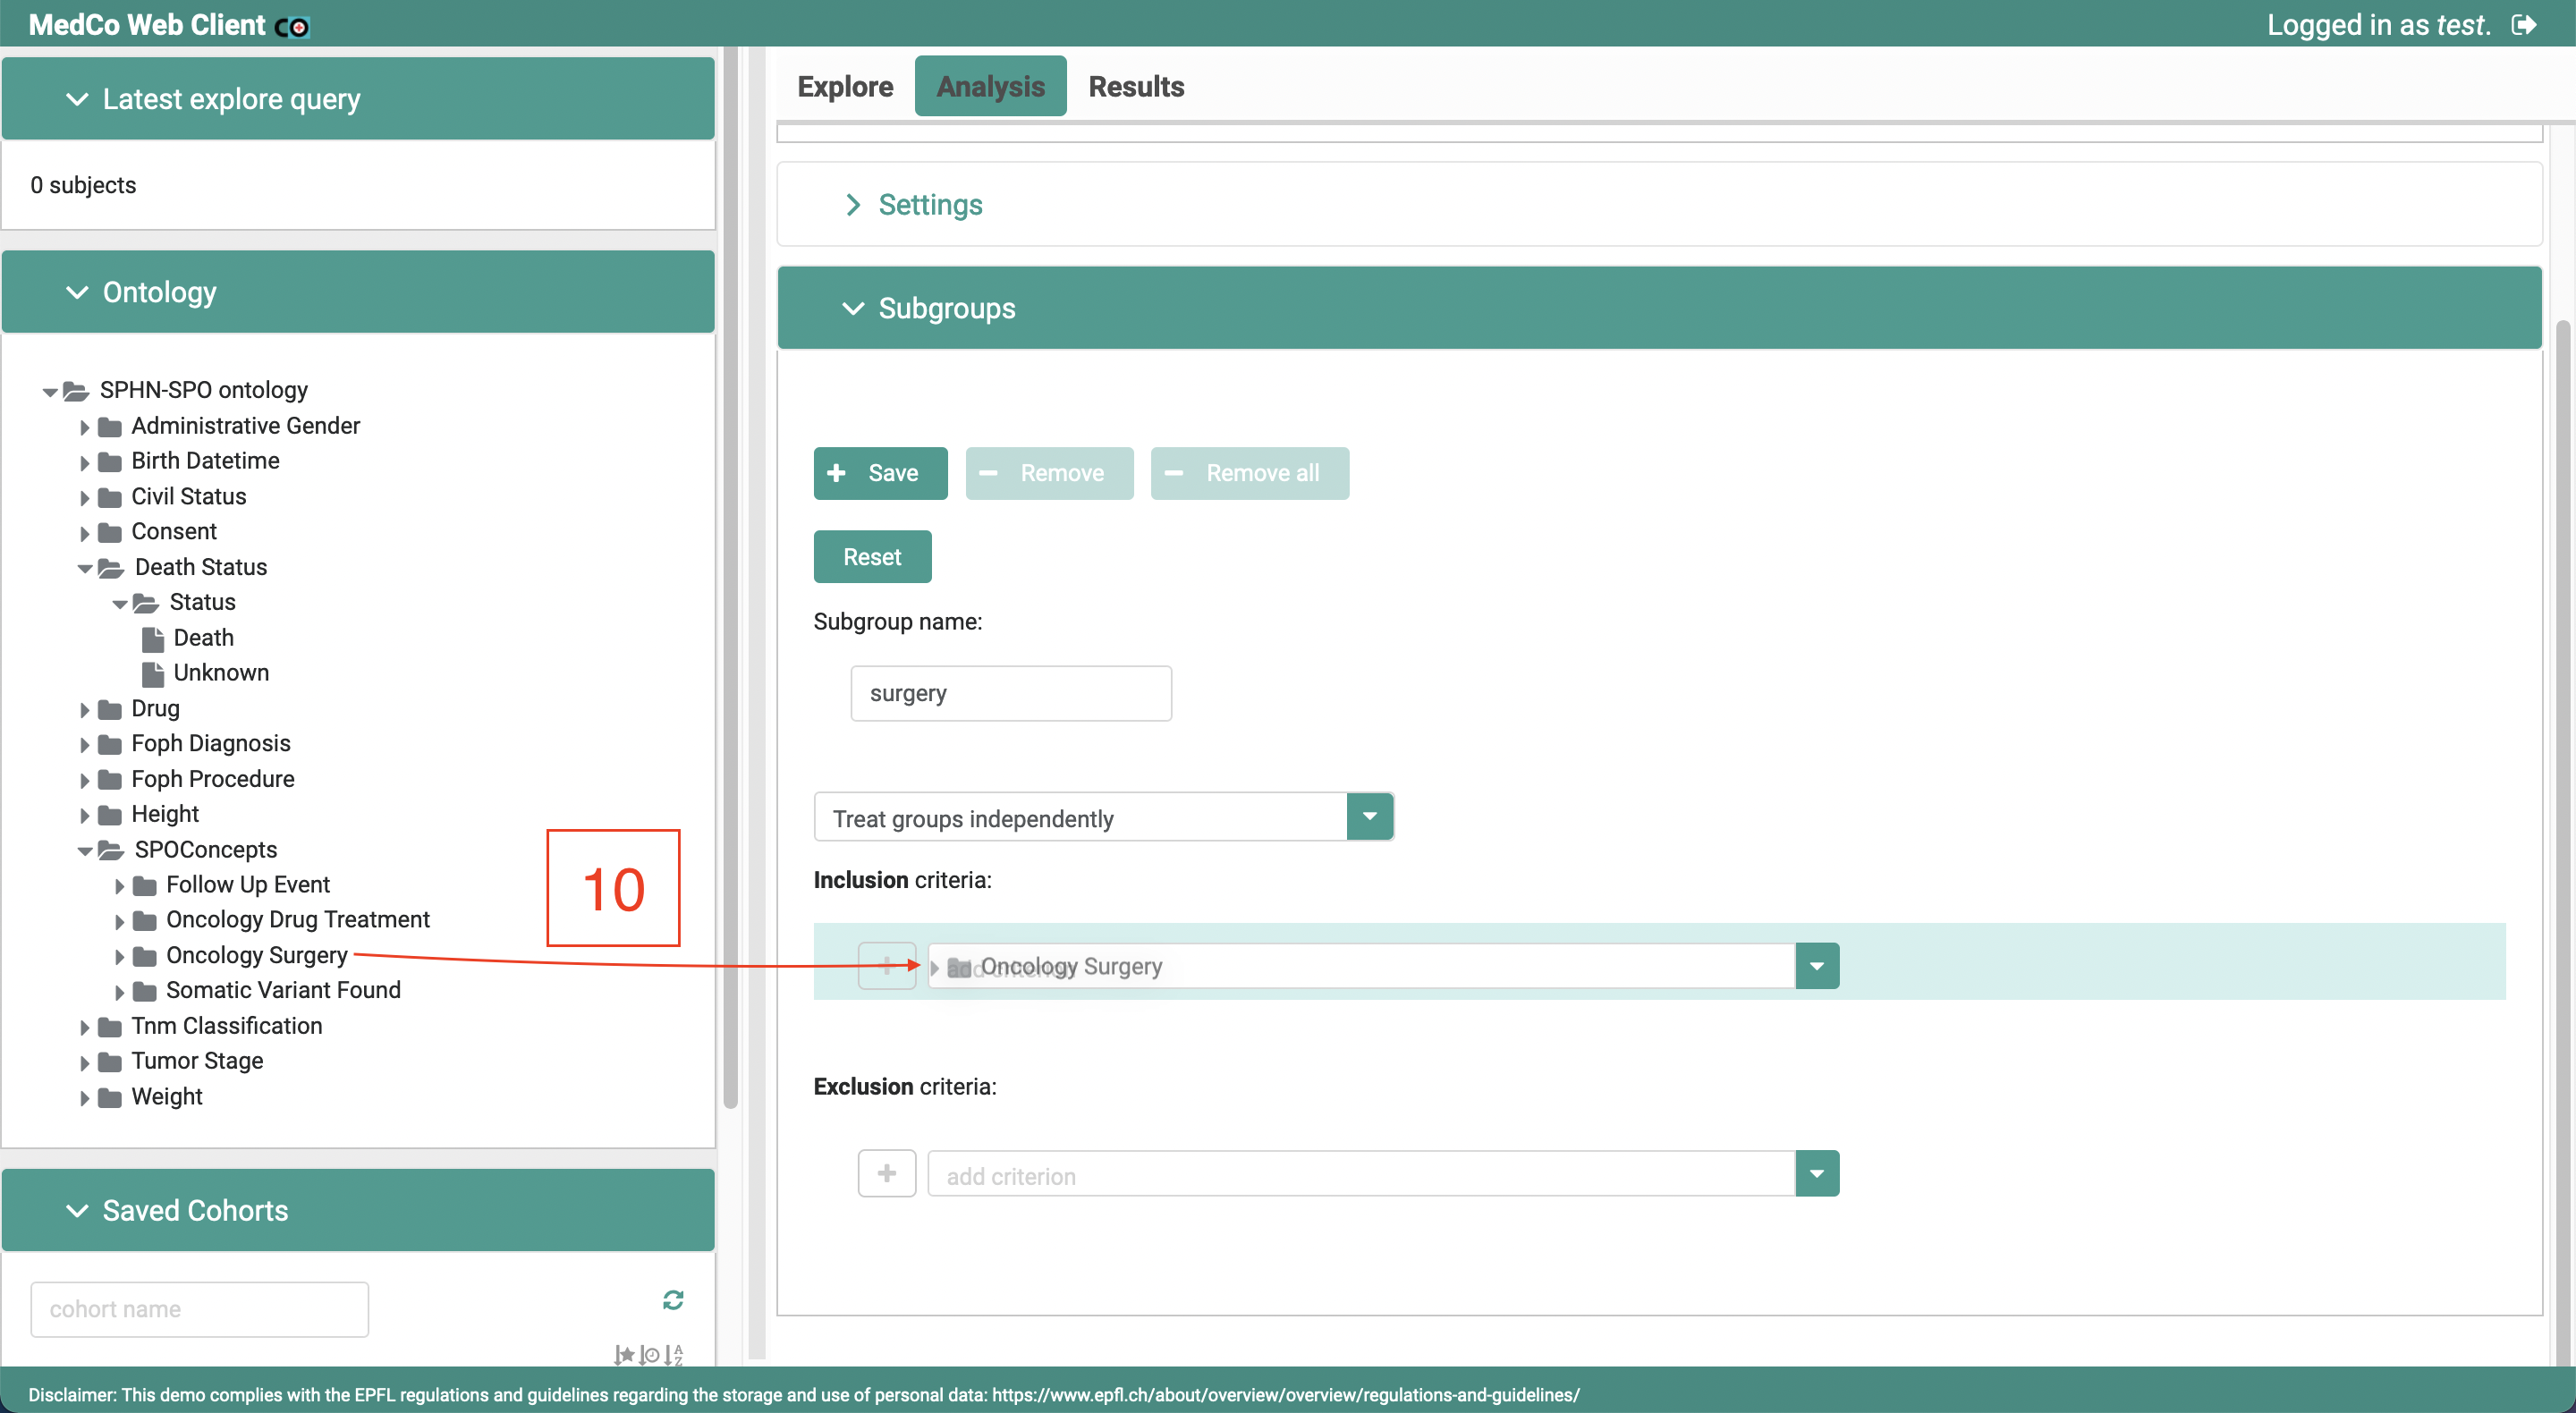 MedCo Web Client
Logged in as test.
Latest explore query
0 subjects
Ontology
SPHN-SPO ontology
Administrative Gender
Birth Datetime
Civil Status
Consent
Death Status
Status
Death
Unknown
Drug
Foph Diagnosis
Foph Procedure
Height
SPOConcepts
Follow Up Event
Oncology Drug Treatment
Oncology Surgery
Somatic Variant Found
Tnm Classification
Tumor Stage
Weight
10
Saved Cohorts
cohort name
Explore Analysis Results
Settings
Subgroups
Save Remove Remove all
Reset
Subgroup name:
surgery
Treat groups independently
Inclusion criteria:
add criterion
Oncology Surgery
Exclusion criteria:
add criterion
Disclaimer: This demo complies with the EPFL regulations and guidelines regarding the storage and use of personal data: https://www.epfl.ch/about/overview/overview/regulations-and-guidelines/